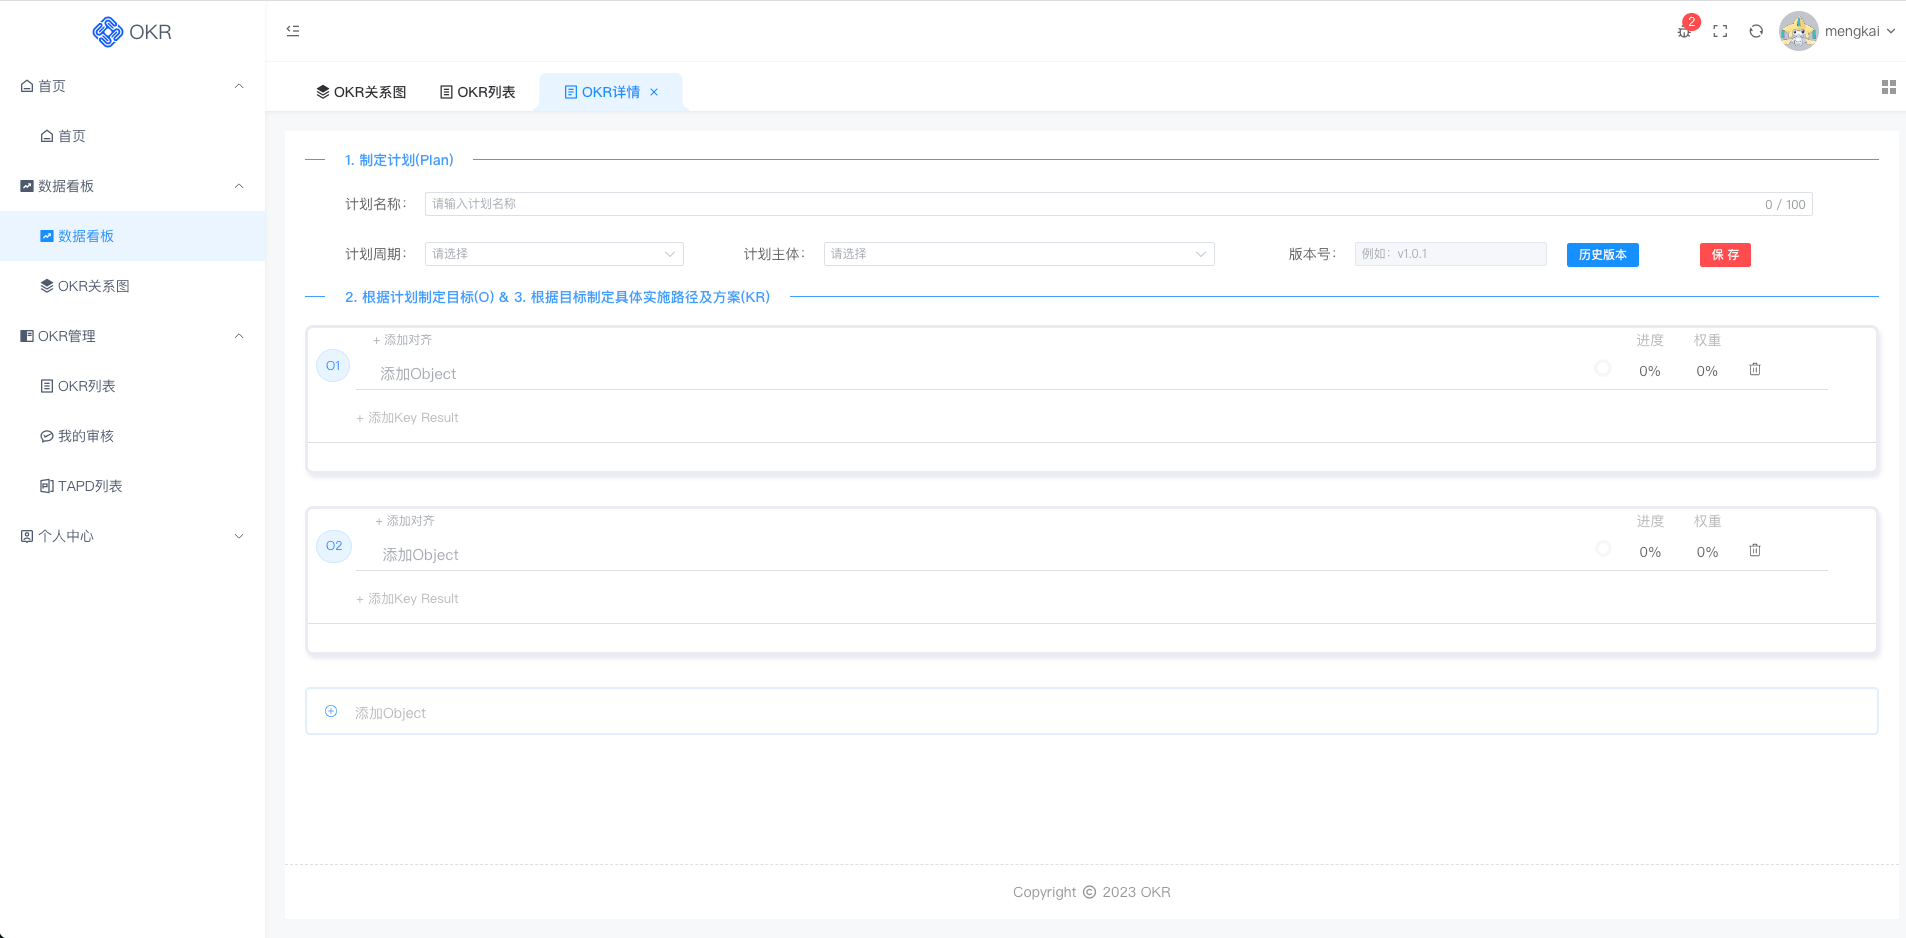 OKR
首页
首页
数据看板
数据看板
OKR关系图
OKR管理
OKR列表
我的审核
TAPD列表
个人中心
2
mengkai
OKR关系图
OKR列表
OKR详情
1. 制定计划(Plan)
计划名称： 请输入计划名称 0 / 100
计划周期： 请选择 计划主体： 请选择 版本号： 例如：v1.0.1 历史版本 保 存
2. 根据计划制定目标(O) & 3. 根据目标制定具体实施路径及方案(KR)
+ 添加对齐 进度 权重
O1 添加Object 0% 0%
+ 添加Key Result
+ 添加对齐 进度 权重
O2 添加Object 0% 0%
+ 添加Key Result
添加Object
Copyright © 2023 OKR